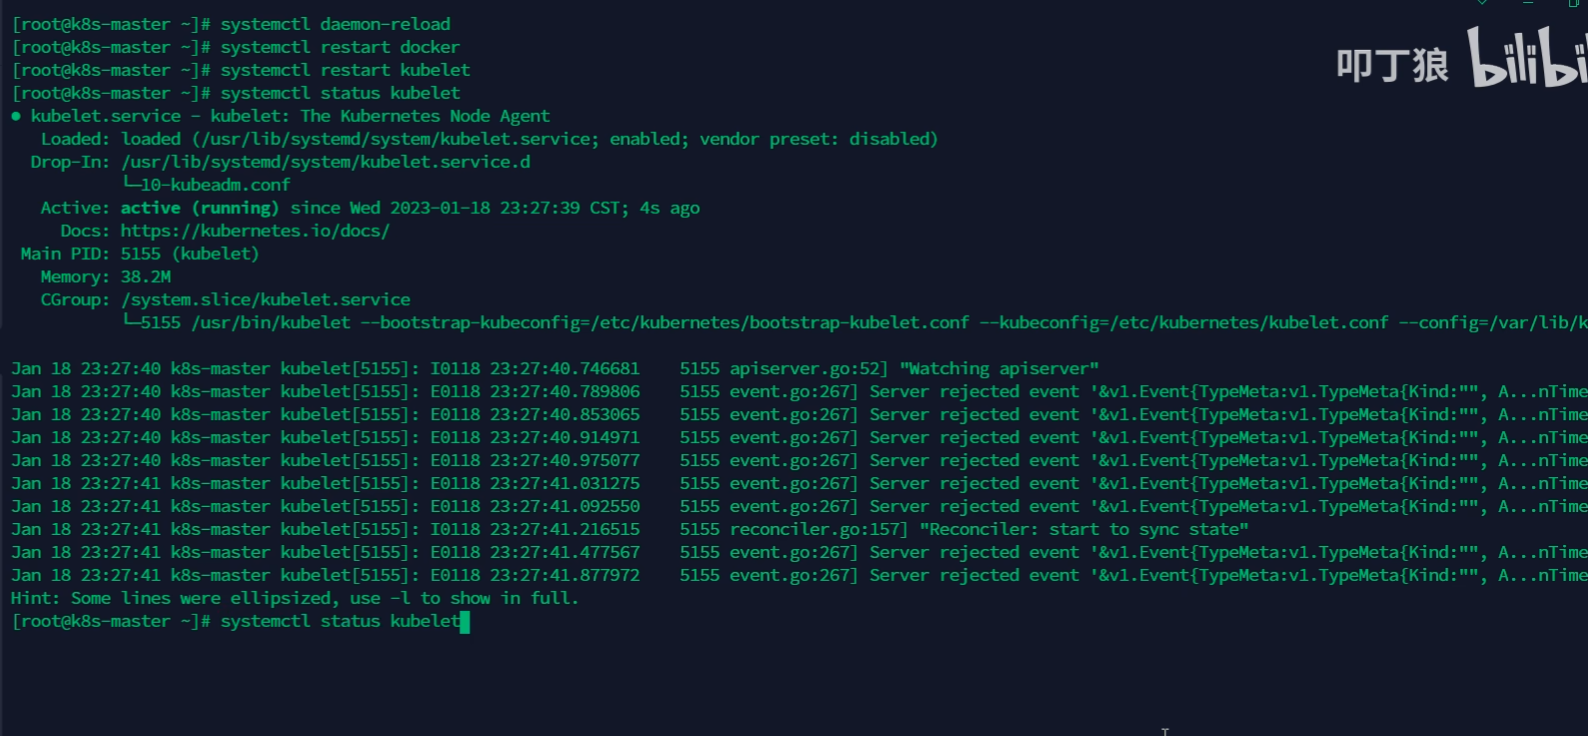 [root@k8s-master ~]# systemctl daemon-reload
[root@k8s-master ~]# systemctl restart docker
[root@k8s-master ~]# systemctl restart kubelet
[root@k8s-master ~]# systemctl status kubelet
● kubelet.service - kubelet: The Kubernetes Node Agent
   Loaded: loaded (/usr/lib/systemd/system/kubelet.service; enabled; vendor preset: disabled)
  Drop-In: /usr/lib/systemd/system/kubelet.service.d
           └─10-kubeadm.conf
   Active: active (running) since Wed 2023-01-18 23:27:39 CST; 4s ago
     Docs: https://kubernetes.io/docs/
 Main PID: 5155 (kubelet)
   Memory: 38.2M
   CGroup: /system.slice/kubelet.service
           └─5155 /usr/bin/kubelet --bootstrap-kubeconfig=/etc/kubernetes/bootstrap-kubelet.conf --kubeconfig=/etc/kubernetes/kubelet.conf --config=/var/lib/k
Jan 18 23:27:40 k8s-master kubelet[5155]: I0118 23:27:40.746681    5155 apiserver.go:52] "Watching apiserver"
Jan 18 23:27:40 k8s-master kubelet[5155]: E0118 23:27:40.789806    5155 event.go:267] Server rejected event '&v1.Event{TypeMeta:v1.TypeMeta{Kind:"", A...nTime
Jan 18 23:27:40 k8s-master kubelet[5155]: E0118 23:27:40.853065    5155 event.go:267] Server rejected event '&v1.Event{TypeMeta:v1.TypeMeta{Kind:"", A...nTime
Jan 18 23:27:40 k8s-master kubelet[5155]: E0118 23:27:40.914971    5155 event.go:267] Server rejected event '&v1.Event{TypeMeta:v1.TypeMeta{Kind:"", A...nTime
Jan 18 23:27:40 k8s-master kubelet[5155]: E0118 23:27:40.975077    5155 event.go:267] Server rejected event '&v1.Event{TypeMeta:v1.TypeMeta{Kind:"", A...nTime
Jan 18 23:27:41 k8s-master kubelet[5155]: E0118 23:27:41.031275    5155 event.go:267] Server rejected event '&v1.Event{TypeMeta:v1.TypeMeta{Kind:"", A...nTime
Jan 18 23:27:41 k8s-master kubelet[5155]: E0118 23:27:41.092550    5155 event.go:267] Server rejected event '&v1.Event{TypeMeta:v1.TypeMeta{Kind:"", A...nTime
Jan 18 23:27:41 k8s-master kubelet[5155]: I0118 23:27:41.216515    5155 reconciler.go:157] "Reconciler: start to sync state"
Jan 18 23:27:41 k8s-master kubelet[5155]: E0118 23:27:41.477567    5155 event.go:267] Server rejected event '&v1.Event{TypeMeta:v1.TypeMeta{Kind:"", A...nTime
Jan 18 23:27:41 k8s-master kubelet[5155]: E0118 23:27:41.877972    5155 event.go:267] Server rejected event '&v1.Event{TypeMeta:v1.TypeMeta{Kind:"", A...nTime
Hint: Some lines were ellipsized, use -l to show in full.
[root@k8s-master ~]# systemctl status kubelet
叩丁狼 bilibi